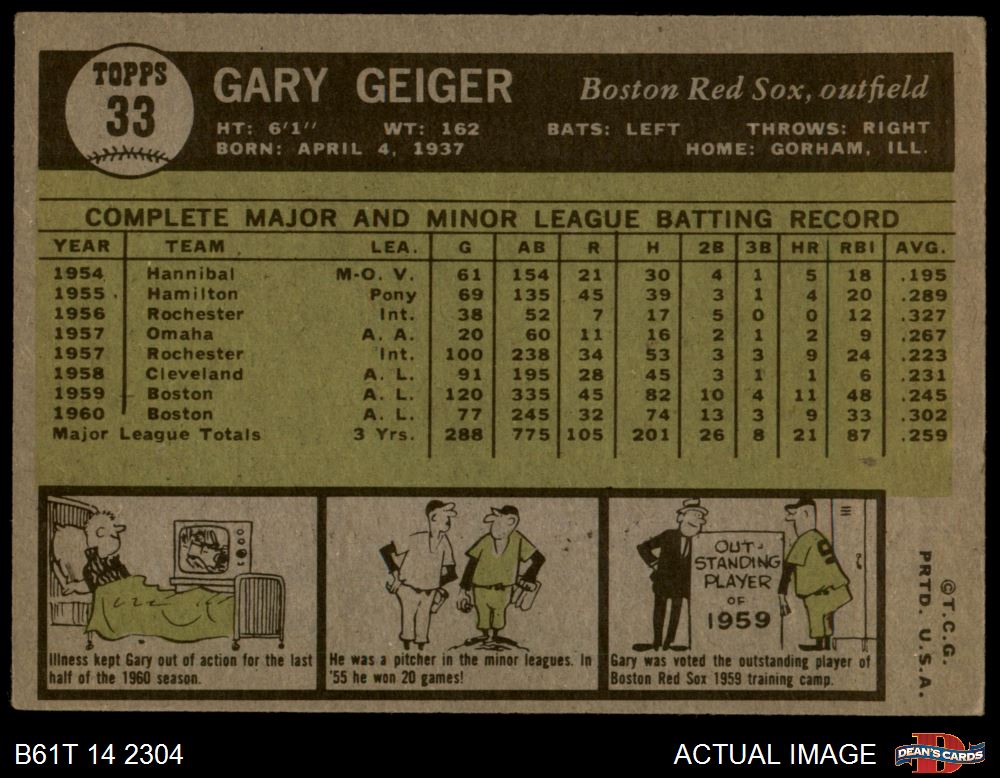 TOPPS
33
GARY GEIGER
Boston Red Sox, outfield
HT: 6'1'' WT: 162 BATS: LEFT THROWS: RIGHT
BORN: APRIL 4, 1937 HOME: GORHAM, ILL.
COMPLETE MAJOR AND MINOR LEAGUE BATTING RECORD
YEAR TEAM LEA. G AB R H 2B 3B HR RBI AVG.
1954 Hannibal M-O. V. 61 154 21 30 4 1 5 18 .195
1955 Hamilton Pony 69 135 45 39 3 1 4 20 .289
1956 Rochester Int. 38 52 7 17 5 0 0 12 .327
1957 Omaha A. A. 20 60 11 16 2 1 2 9 .267
1957 Rochester Int. 100 238 34 53 3 3 9 24 .223
1958 Cleveland A. L. 91 195 28 45 3 1 1 6 .231
1959 Boston A. L. 120 335 45 82 10 4 11 48 .245
1960 Boston A. L. 77 245 32 74 13 3 9 33 .302
Major League Totals 3 Yrs. 288 775 105 201 26 8 21 87 .259
Illness kept Gary out of action for the last
half of the 1960 season.
He was a pitcher in the minor leagues. In
'55 he won 20 games!
OUT-
STANDING
PLAYER
OF
1959
Gary was voted the outstanding player of
Boston Red Sox 1959 training camp.
©T.C.G.
PRTD. U.S.A.
B61T 14 2304
ACTUAL IMAGE
DEAN'S CARDS